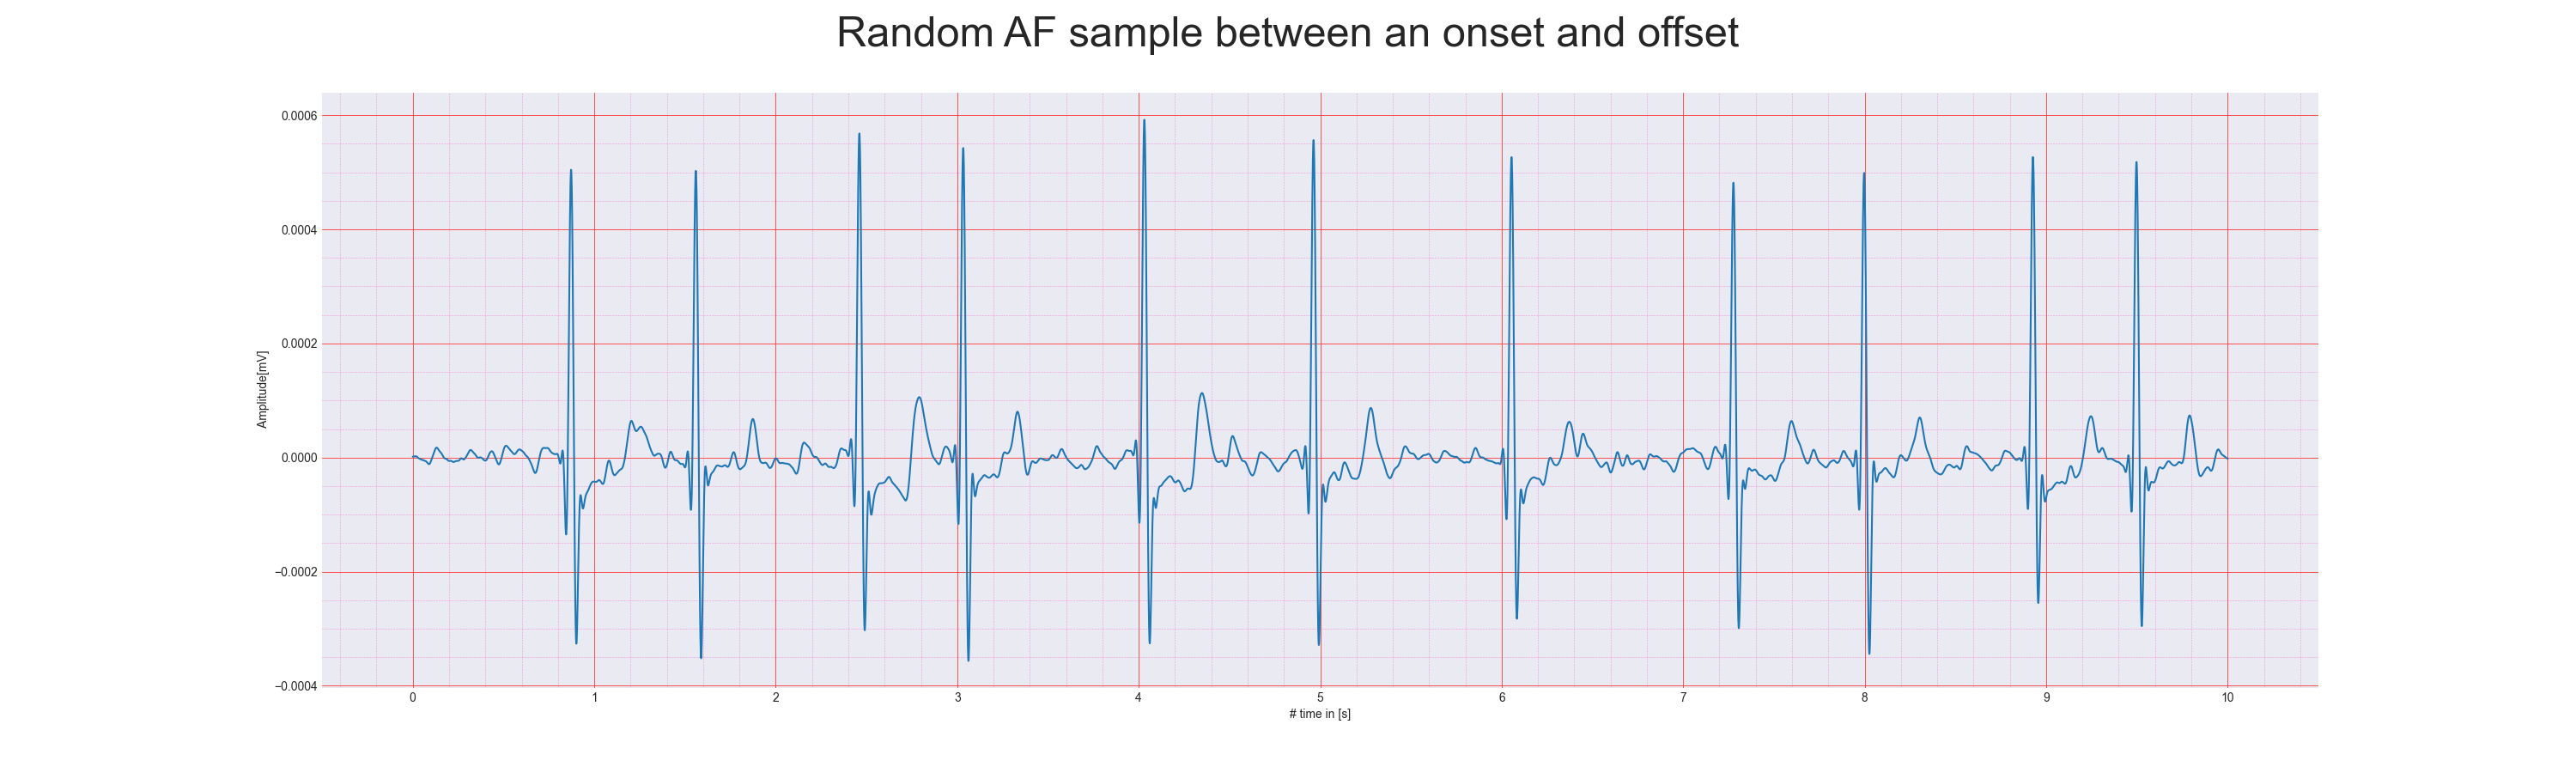 Random AF sample between an onset and offset
0.0006
0.0004
0.0002
0.0000
−0.0002
−0.0004
Amplitude[mV]
0 1 2 3 4 5 6 7 8 9 10
# time in [s]